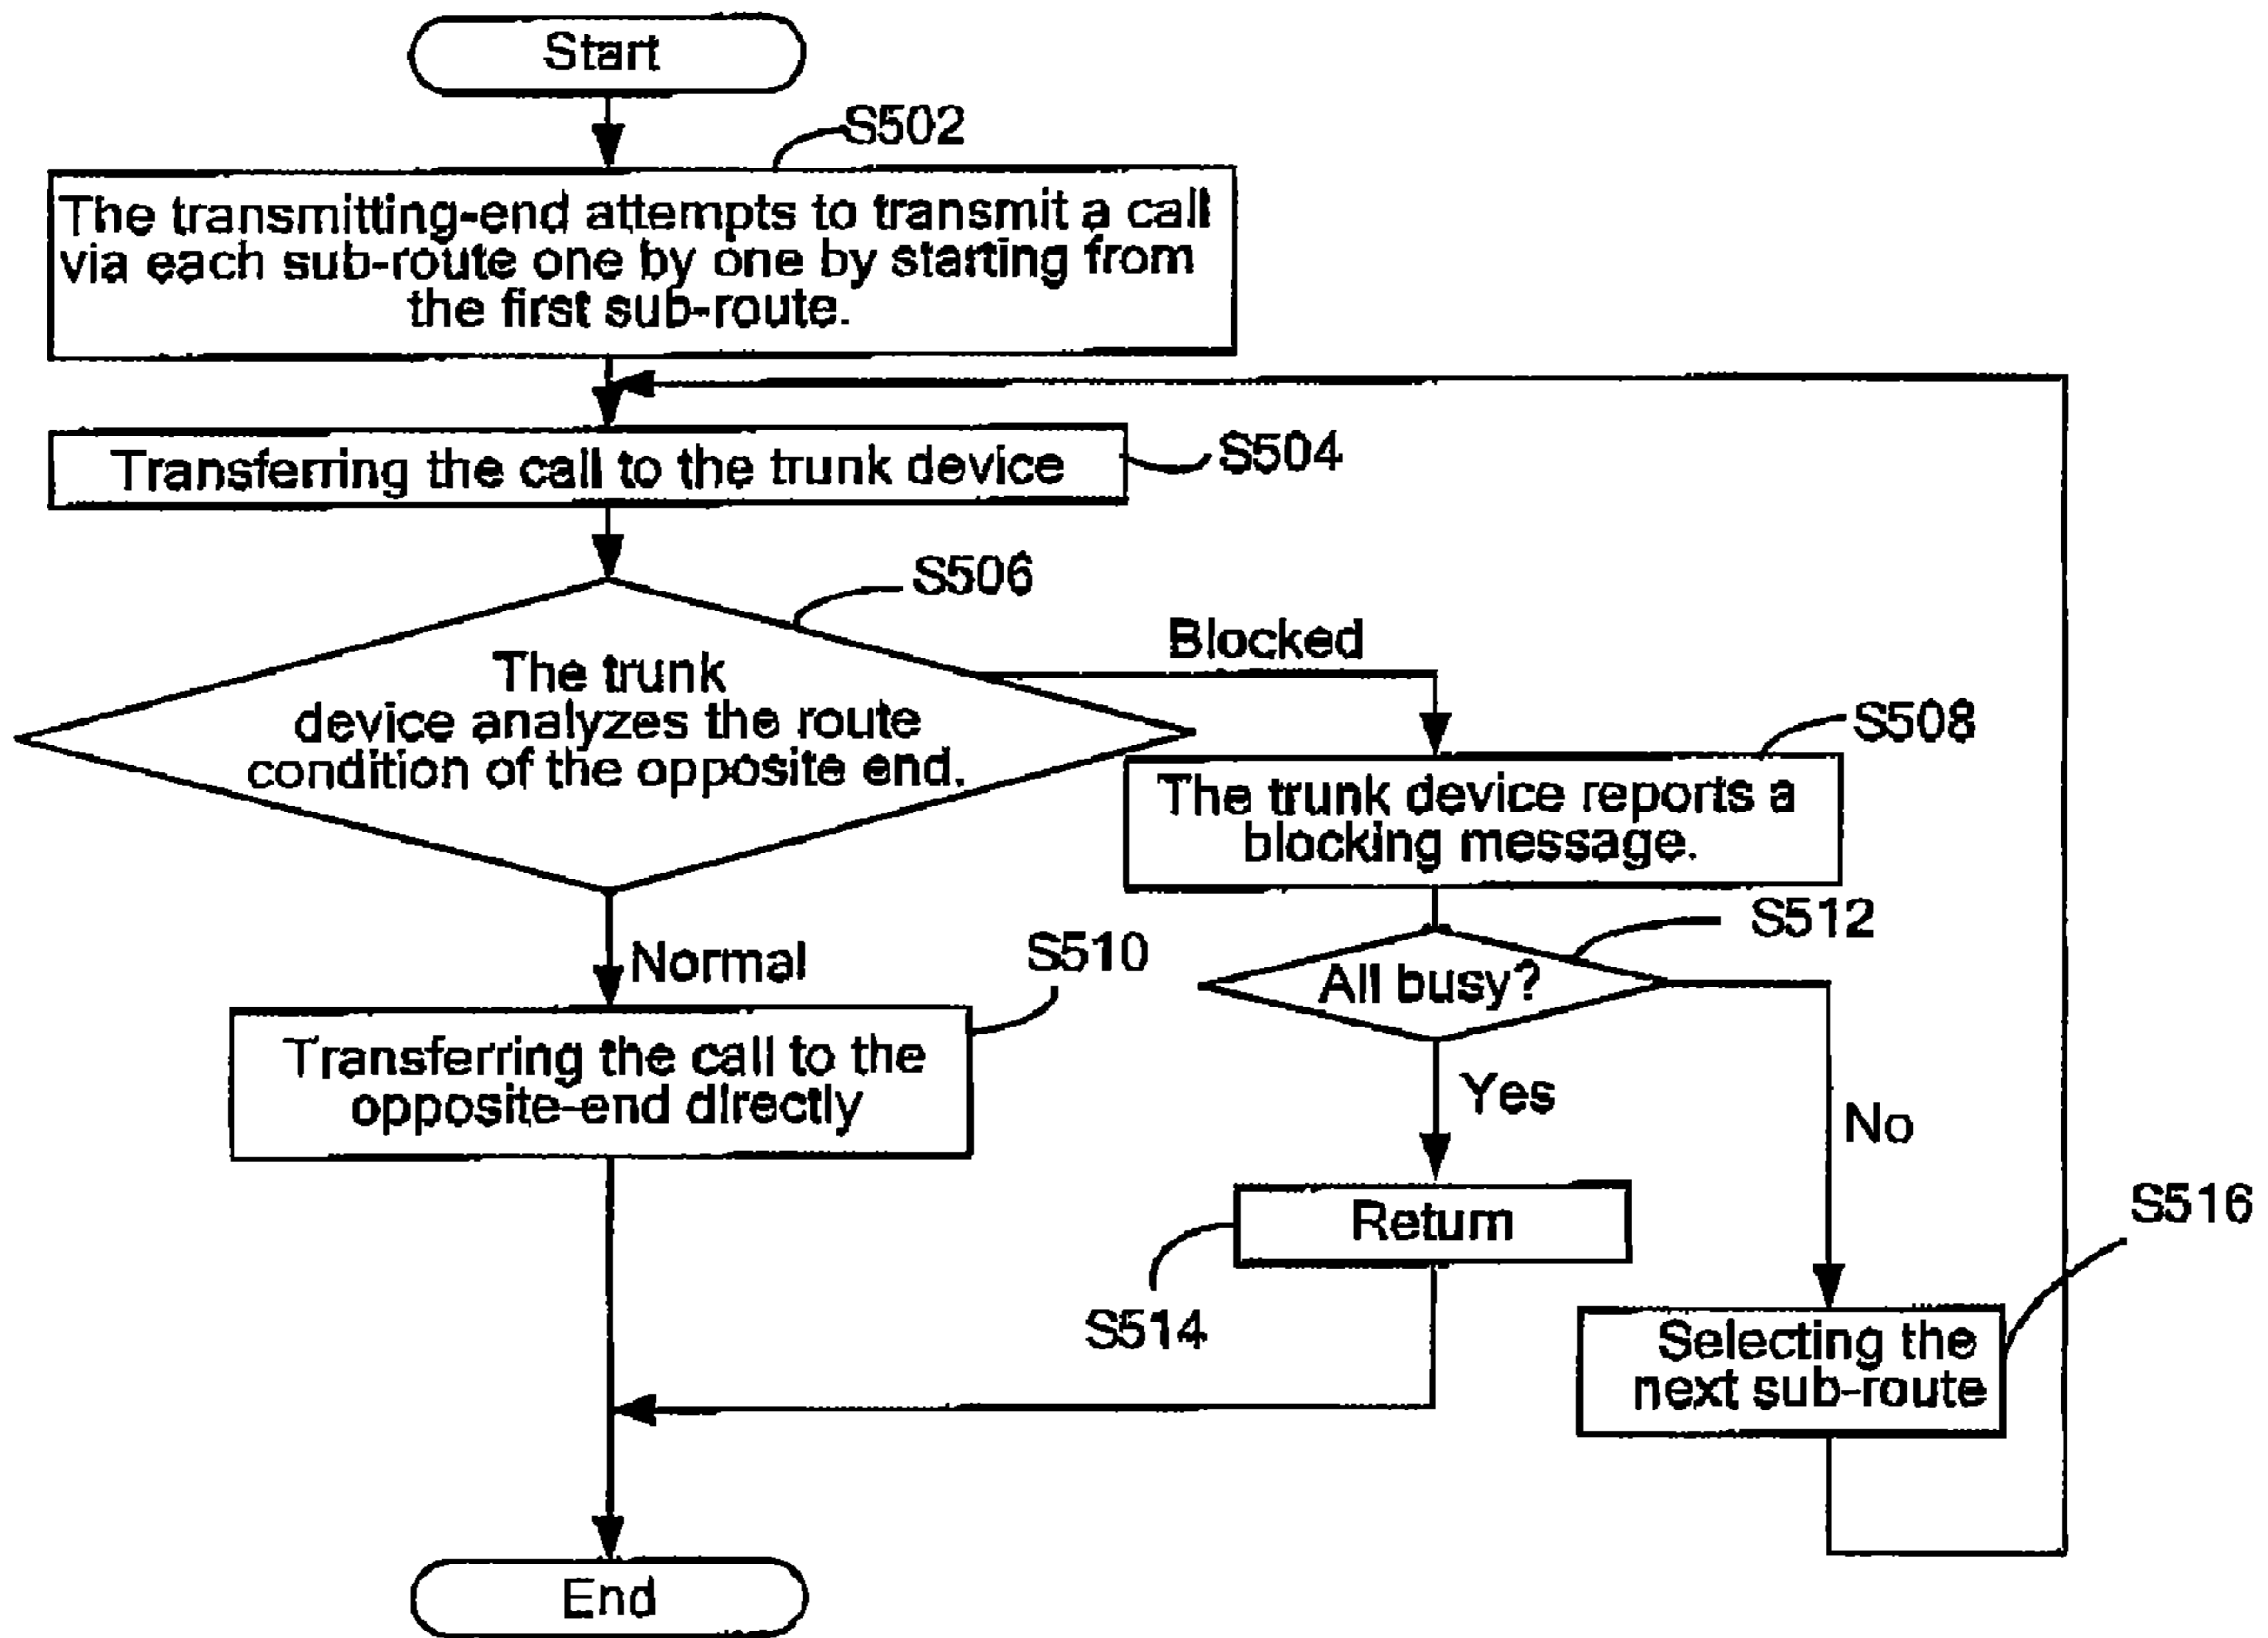 Start
S502
The transmitting-end attempts to transmit a call
via each sub-route one by one by starting from
the first sub-route.
Transferring the call to the trunk device
S504
S506
The trunk
device analyzes the route
condition of the opposite end.
Blocked
S508
The trunk device reports a
blocking message.
S512
All busy?
Normal
S510
Transferring the call to the
opposite-end directly
Yes
No
Return
S514
S516
Selecting the
next sub-route
End